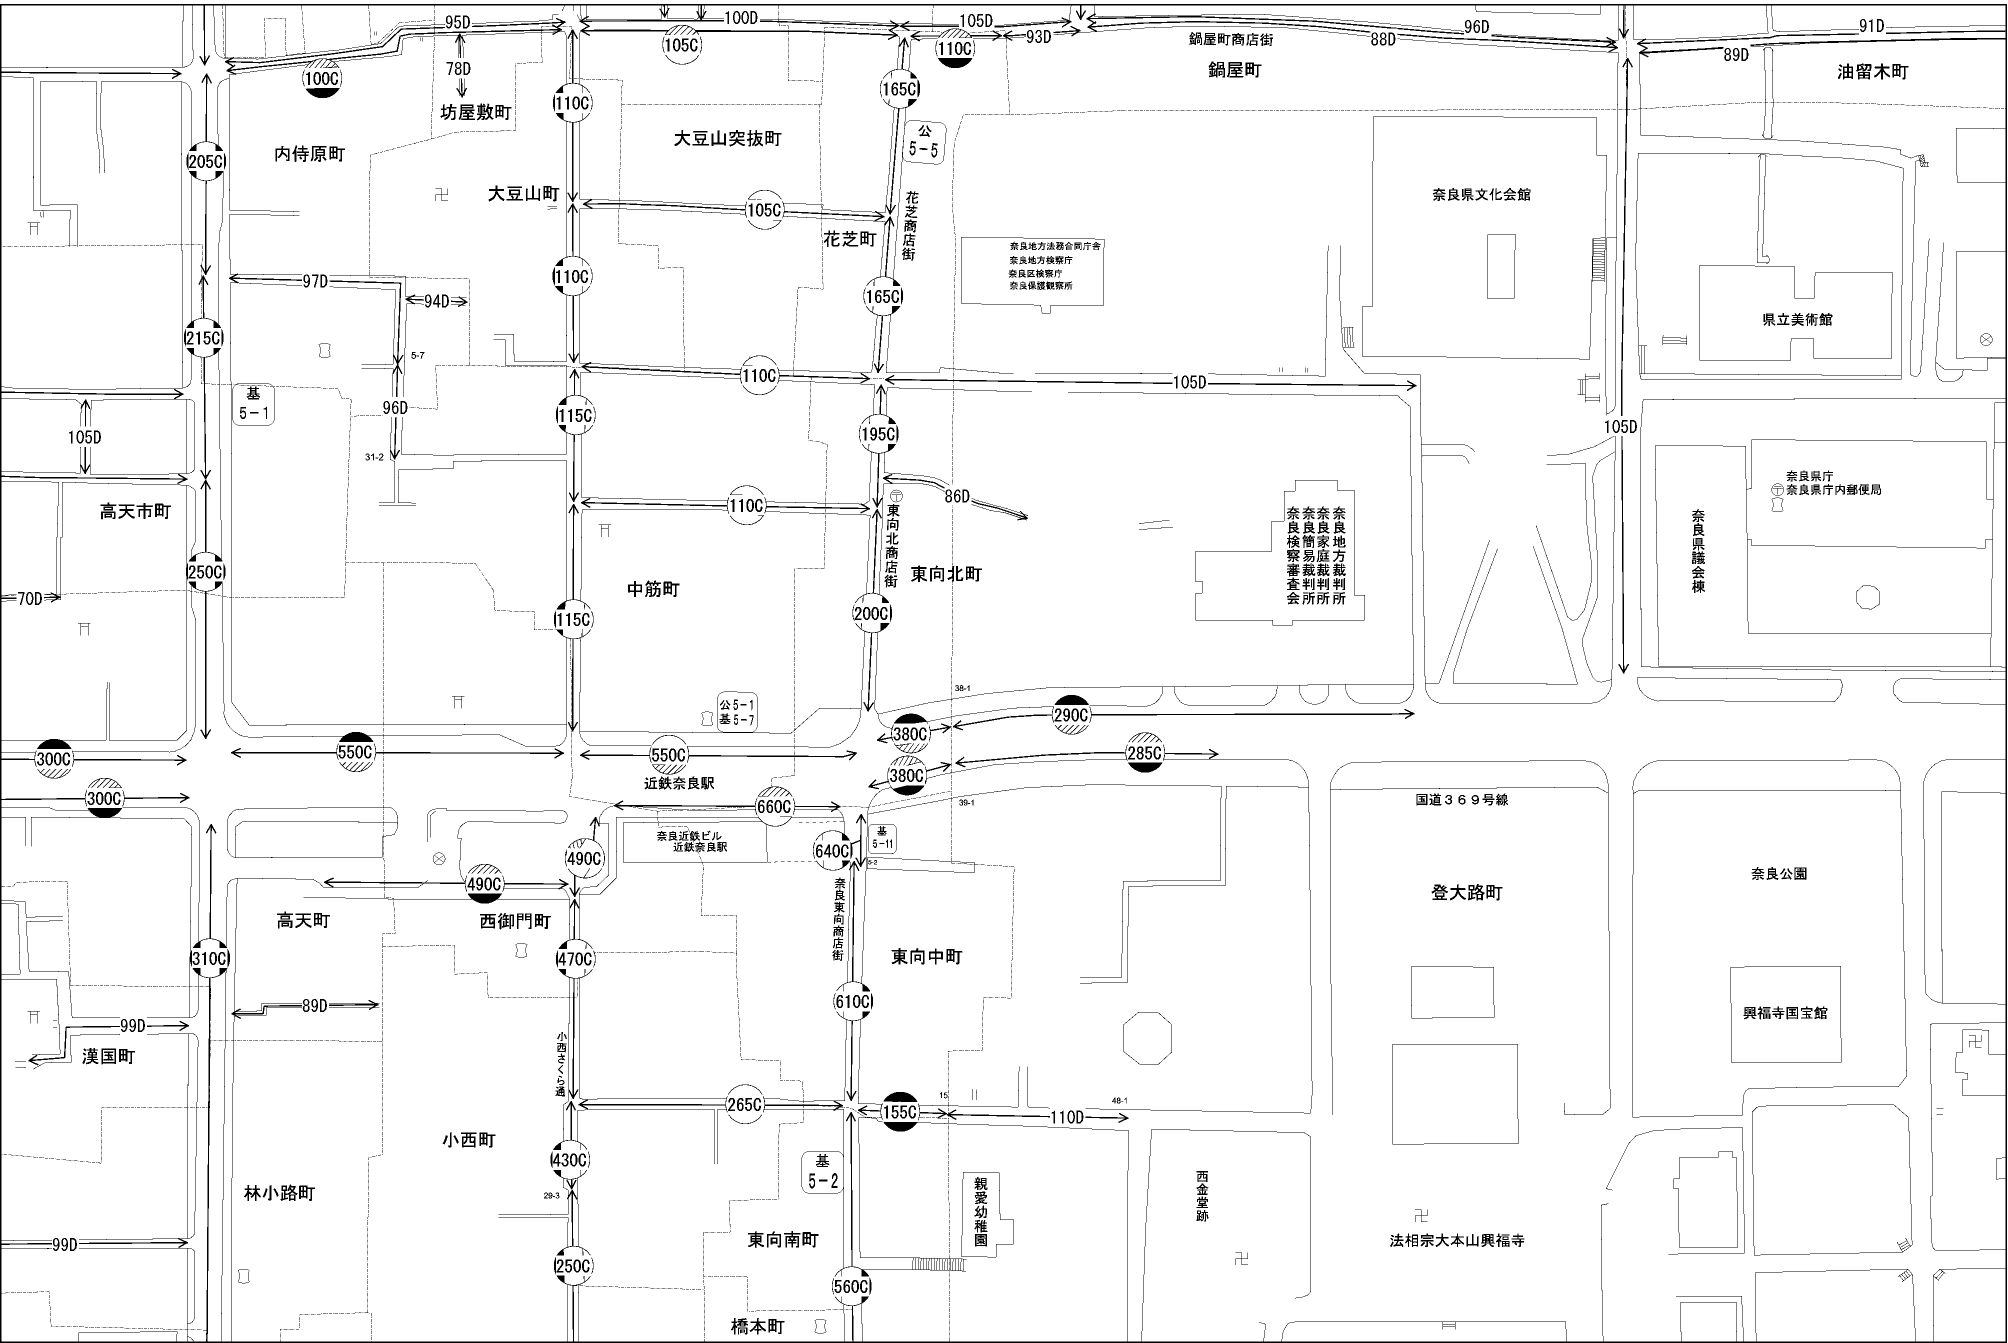 95D
100D
105D
96D
91D
105C
110C
93D
88D
89D
鍋屋町商店街
鍋屋町
油留木町
78D
100C
坊屋敷町
110C
165C
公
5-5
大豆山突抜町
205C
内侍原町
大豆山町
奈良県文化会館
105C
花芝町
花芝商店街
奈良地方法務合同庁舎
奈良地方検察庁
奈良区検察庁
奈良保護観察所
97D
94D
110C
165C
215C
県立美術館
5-7
110C
105D
基
5-1
96D
115C
195C
105D
105D
31-2
86D
奈良県庁
奈良県庁内郵便局
高天市町
110C
東向北商店街
奈良地方裁判所
奈良家庭裁判所
奈良簡易裁判所
奈良検察審査会
奈良県議会棟
250C
東向北町
中筋町
70D
115C
200C
38-1
公5-1
基5-7
290C
380C
300C
550C
550C
285C
近鉄奈良駅
380C
300C
660C
39-1
国道369号線
奈良近鉄ビル
近鉄奈良駅
基
5-11
640C
490C
5-2
490C
奈良公園
登大路町
高天町
西御門町
奈良東向商店街
310C
470C
東向中町
610C
89D
興福寺国宝館
99D
漢国町
小西さくら通
15
48-1
265C
155C
110D
小西町
430C
基
5-2
林小路町
29-3
親愛幼稚園
西金堂跡
99D
東向南町
法相宗大本山興福寺
250C
560C
橋本町